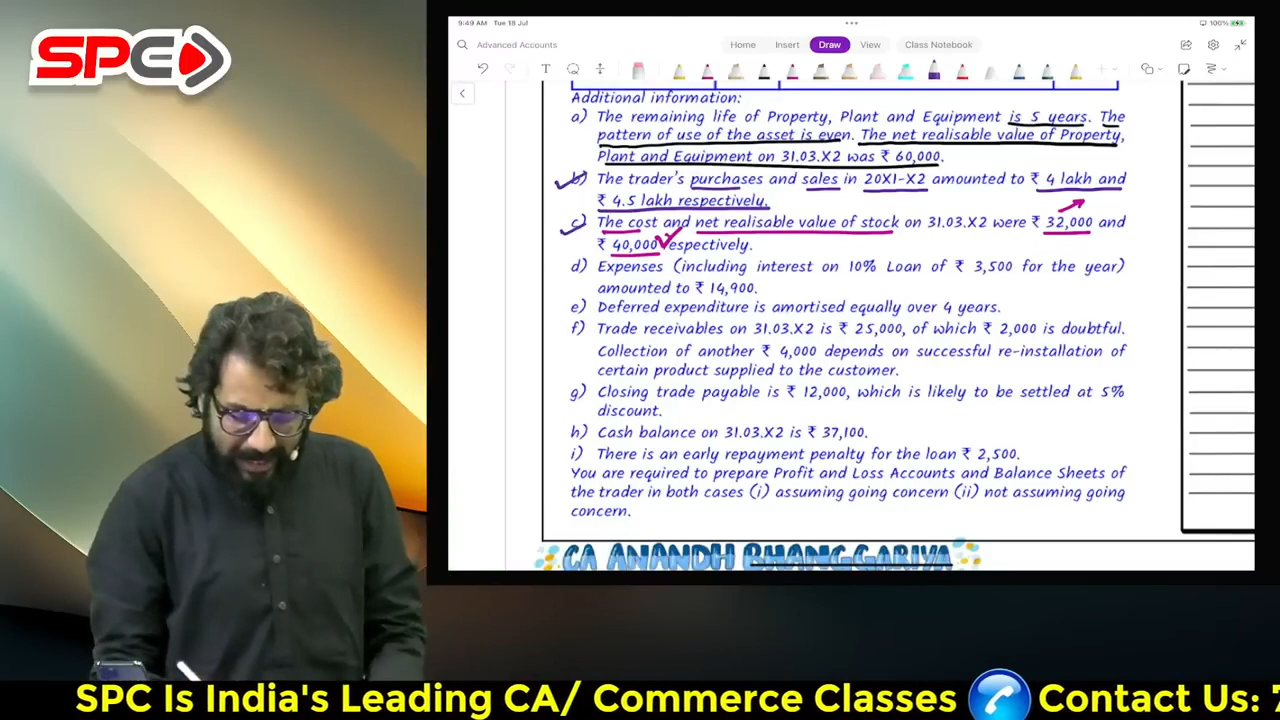 SPC
9:49 AM Tue 18 Jul
100%
Advanced Accounts
Home Insert Draw View Class Notebook
Additional information:
a) The remaining life of Property, Plant and Equipment is 5 years. The
pattern of use of the asset is even. The net realisable value of Property,
Plant and Equipment on 31.03.X2 was ₹ 60,000.
b) The trader's purchases and sales in 20X1-X2 amounted to ₹ 4 lakh and
₹ 4.5 lakh respectively.
c) The cost and net realisable value of stock on 31.03.X2 were ₹ 32,000 and
₹ 40,000 respectively.
d) Expenses (including interest on 10% Loan of ₹ 3,500 for the year)
amounted to ₹ 14,900.
e) Deferred expenditure is amortised equally over 4 years.
f) Trade receivables on 31.03.X2 is ₹ 25,000, of which ₹ 2,000 is doubtful.
Collection of another ₹ 4,000 depends on successful re-installation of
certain product supplied to the customer.
g) Closing trade payable is ₹ 12,000, which is likely to be settled at 5%
discount.
h) Cash balance on 31.03.X2 is ₹ 37,100.
i) There is an early repayment penalty for the loan ₹ 2,500.
You are required to prepare Profit and Loss Accounts and Balance Sheets of
the trader in both cases (i) assuming going concern (ii) not assuming going
concern.
CA ANANDH BHANGGARIYA
SPC Is India's Leading CA/ Commerce Classes Contact Us: 7